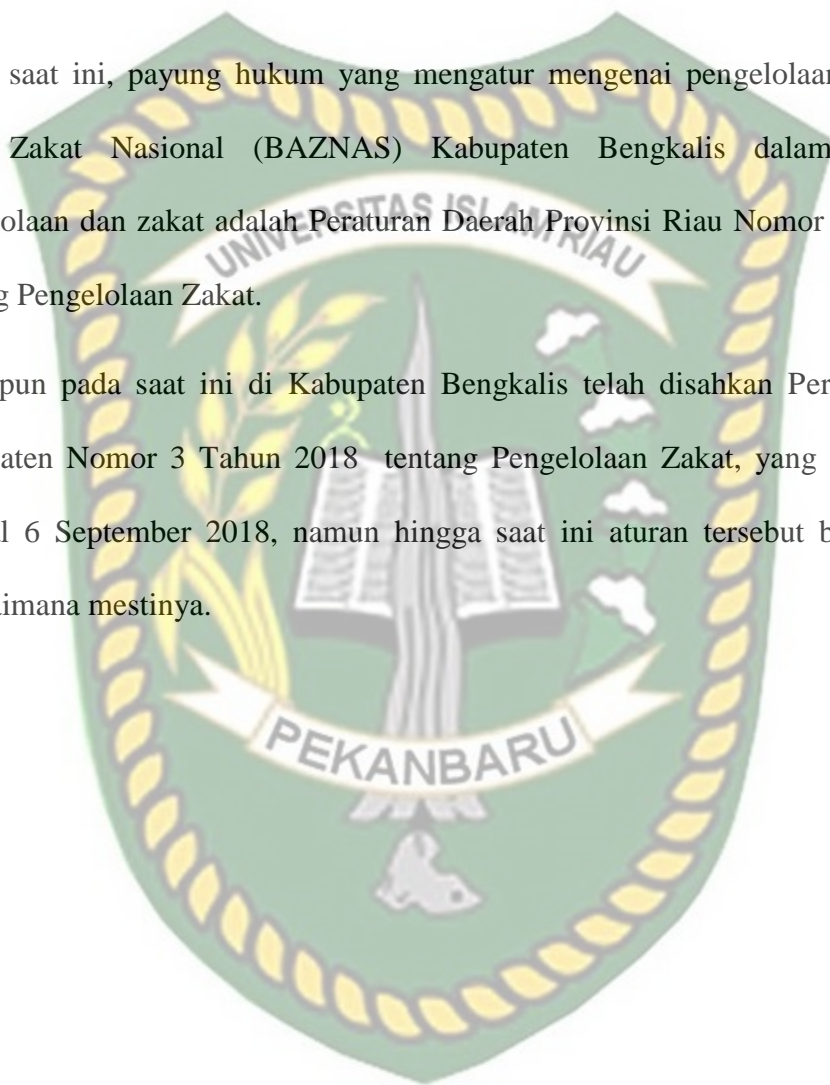 saat ini, payung hukum yang mengatur mengenai pengelolaan
Zakat Nasional (BAZNAS) Kabupaten Bengkalis dalam
olaan dan zakat adalah Peraturan Daerah Provinsi Riau Nomor
UNIVERSITAS ISLAM RIAU
g Pengelolaan Zakat.
pun pada saat ini di Kabupaten Bengkalis telah disahkan Per
aten Nomor 3 Tahun 2018 tentang Pengelolaan Zakat, yang
l 6 September 2018, namun hingga saat ini aturan tersebut b
aimana mestinya.
PEKANBARU